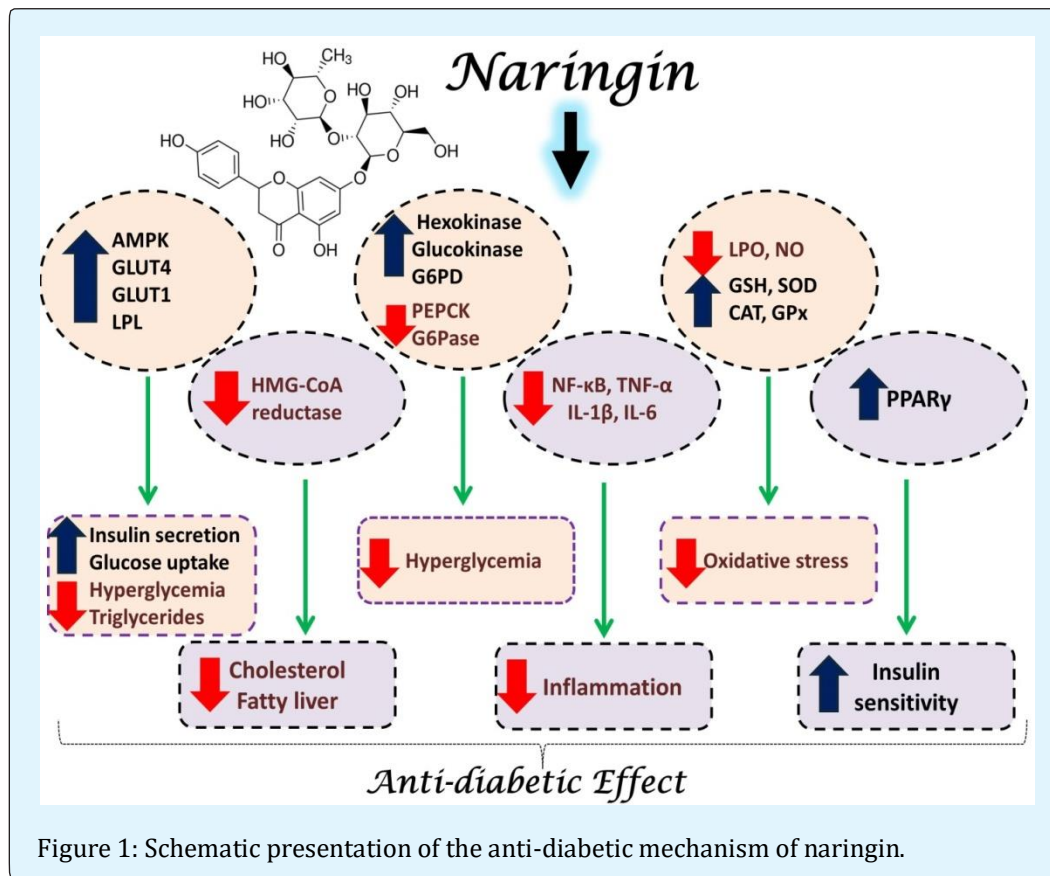 Naringin
HO
CH₃
HO
O
HO
OH
HO
HO
O
O
O
OH
HO
O
O
OH
O
AMPK
GLUT4
GLUT1
LPL
Hexokinase
Glucokinase
G6PD
PEPCK
G6Pase
LPO, NO
GSH, SOD
CAT, GPx
HMG-CoA
reductase
NF-κB, TNF-α
IL-1β, IL-6
PPARγ
Insulin secretion
Glucose uptake
Hyperglycemia
Triglycerides
Hyperglycemia
Oxidative stress
Cholesterol
Fatty liver
Inflammation
Insulin
sensitivity
Anti-diabetic Effect
Figure 1: Schematic presentation of the anti-diabetic mechanism of naringin.